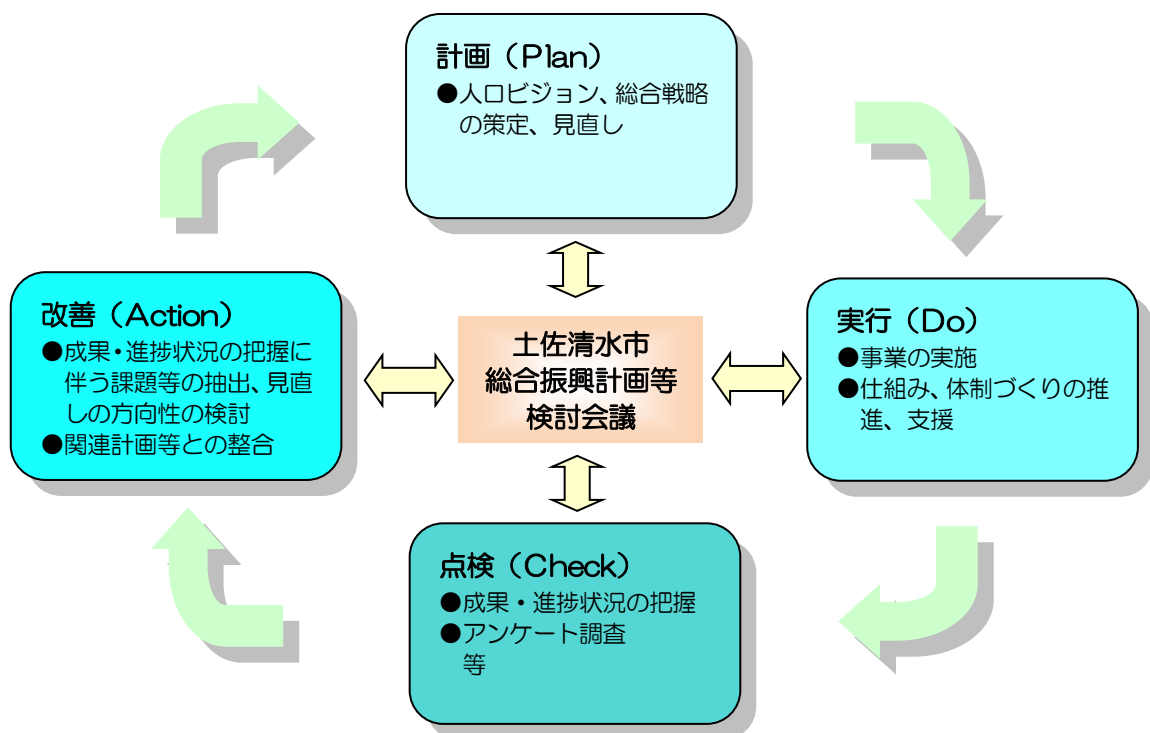 計画（Plan）
●人口ビジョン、総合戦略
の策定、見直し
改善（Action）
●成果・進捗状況の把握に
伴う課題等の抽出、見直
しの方向性の検討
●関連計画等との整合
土佐清水市
総合振興計画等
検討会議
実行（Do）
●事業の実施
●仕組み、体制づくりの推
進、支援
点検（Check）
●成果・進捗状況の把握
●アンケート調査
等